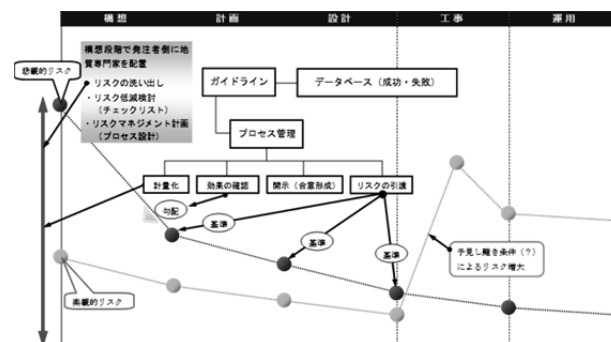 構想 計画 設計 工事 運用
構想段階で発注者側に地
質専門家を配置
・リスクの洗い出し
・リスク低減検討
（チェックリスト）
・リスクマネジメント計画
（プロセス設計）
悲観的リスク
ガイドライン
データベース（成功・失敗）
プロセス管理
計量化 効果の確認 開示（合意形成） リスクの引渡
勾配
基準
基準
基準
予見し難き条件（？）
によるリスク増大
楽観的リスク